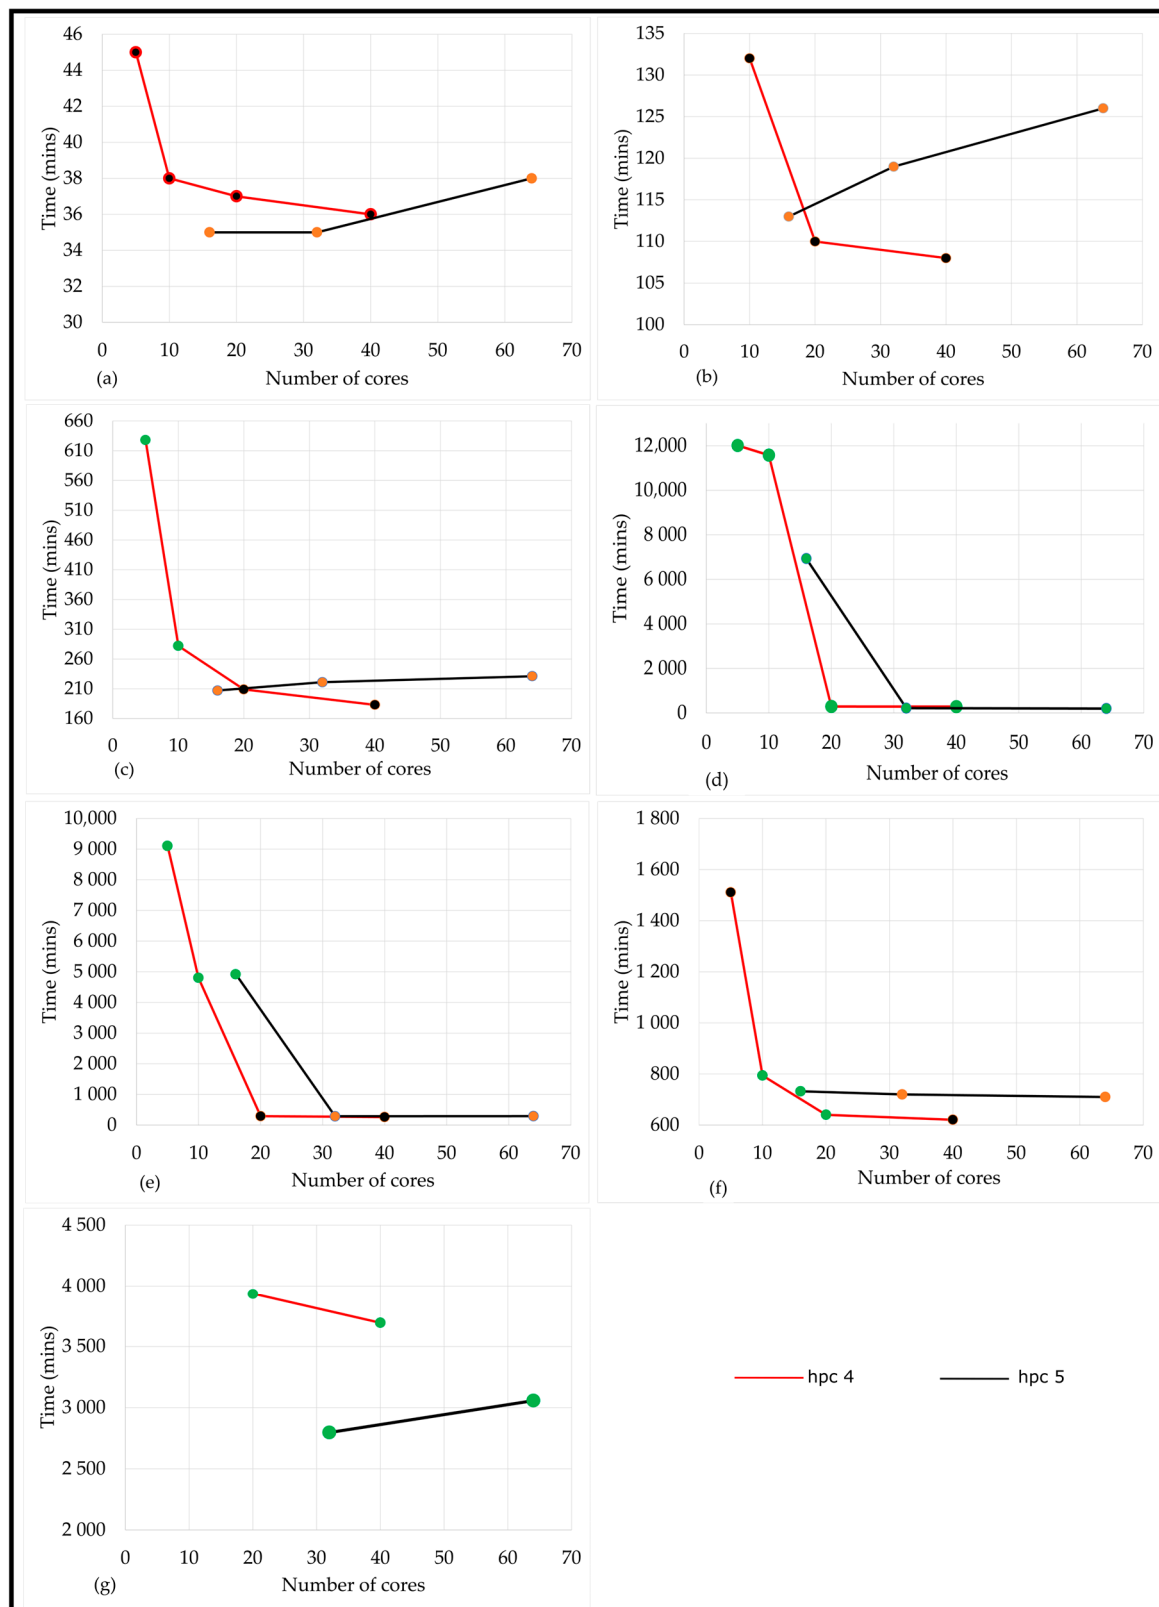 46
44
42
40
38
36
34
32
30
Time (mins)
0 10 20 30 40 50 60 70
(a)
Number of cores
135
130
125
120
115
110
105
100
Time (mins)
0 10 20 30 40 50 60 70
(b)
Number of cores
660
610
560
510
460
410
360
310
260
210
160
Time (mins)
0 10 20 30 40 50 60 70
(c)
Number of cores
12,000
10,000
8 000
6 000
4 000
2 000
0
Time (mins)
0 10 20 30 40 50 60 70
(d)
Number of cores
10,000
9 000
8 000
7 000
6 000
5 000
4 000
3 000
2 000
1 000
0
Time (mins)
0 10 20 30 40 50 60 70
(e)
Number of cores
1 800
1 600
1 400
1 200
1 000
800
600
Time (mins)
0 10 20 30 40 50 60 70
(f)
Number of cores
4 500
4 000
3 500
3 000
2 500
2 000
Time (mins)
0 10 20 30 40 50 60 70
(g)
Number of cores
hpc 4
hpc 5